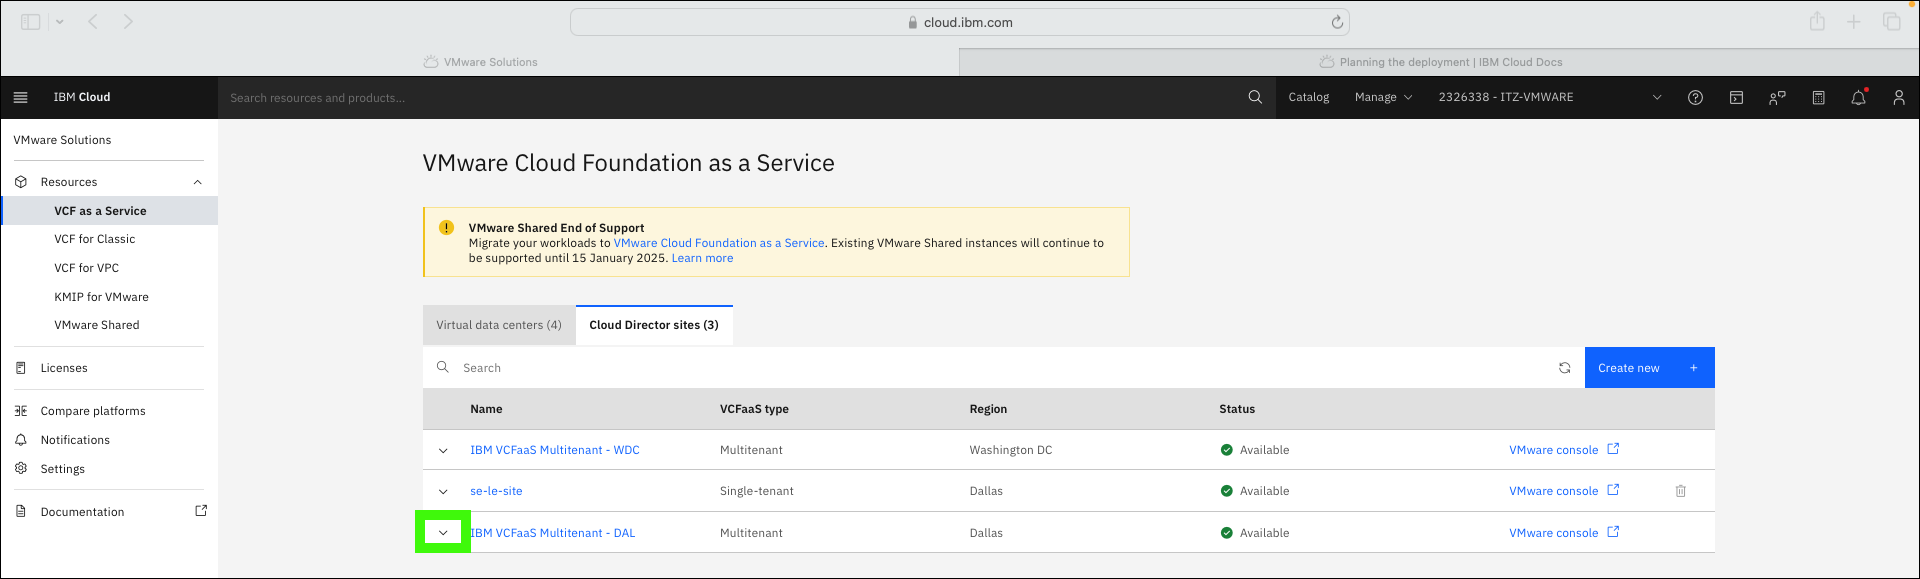 cloud.ibm.com
VMware Solutions
Planning the deployment | IBM Cloud Docs
IBM Cloud
Search resources and products...
Catalog
Manage
2326338 - ITZ-VMWARE
VMware Solutions
Resources
VCF as a Service
VCF for Classic
VCF for VPC
KMIP for VMware
VMware Shared
Licenses
Compare platforms
Notifications
Settings
Documentation
VMware Cloud Foundation as a Service
VMware Shared End of Support
Migrate your workloads to VMware Cloud Foundation as a Service. Existing VMware Shared instances will continue to
be supported until 15 January 2025. Learn more
Virtual data centers (4)
Cloud Director sites (3)
Search
Create new +
Name VCFaaS type Region Status
IBM VCFaaS Multitenant - WDC Multitenant Washington DC Available VMware console
se-le-site Single-tenant Dallas Available VMware console
IBM VCFaaS Multitenant - DAL Multitenant Dallas Available VMware console